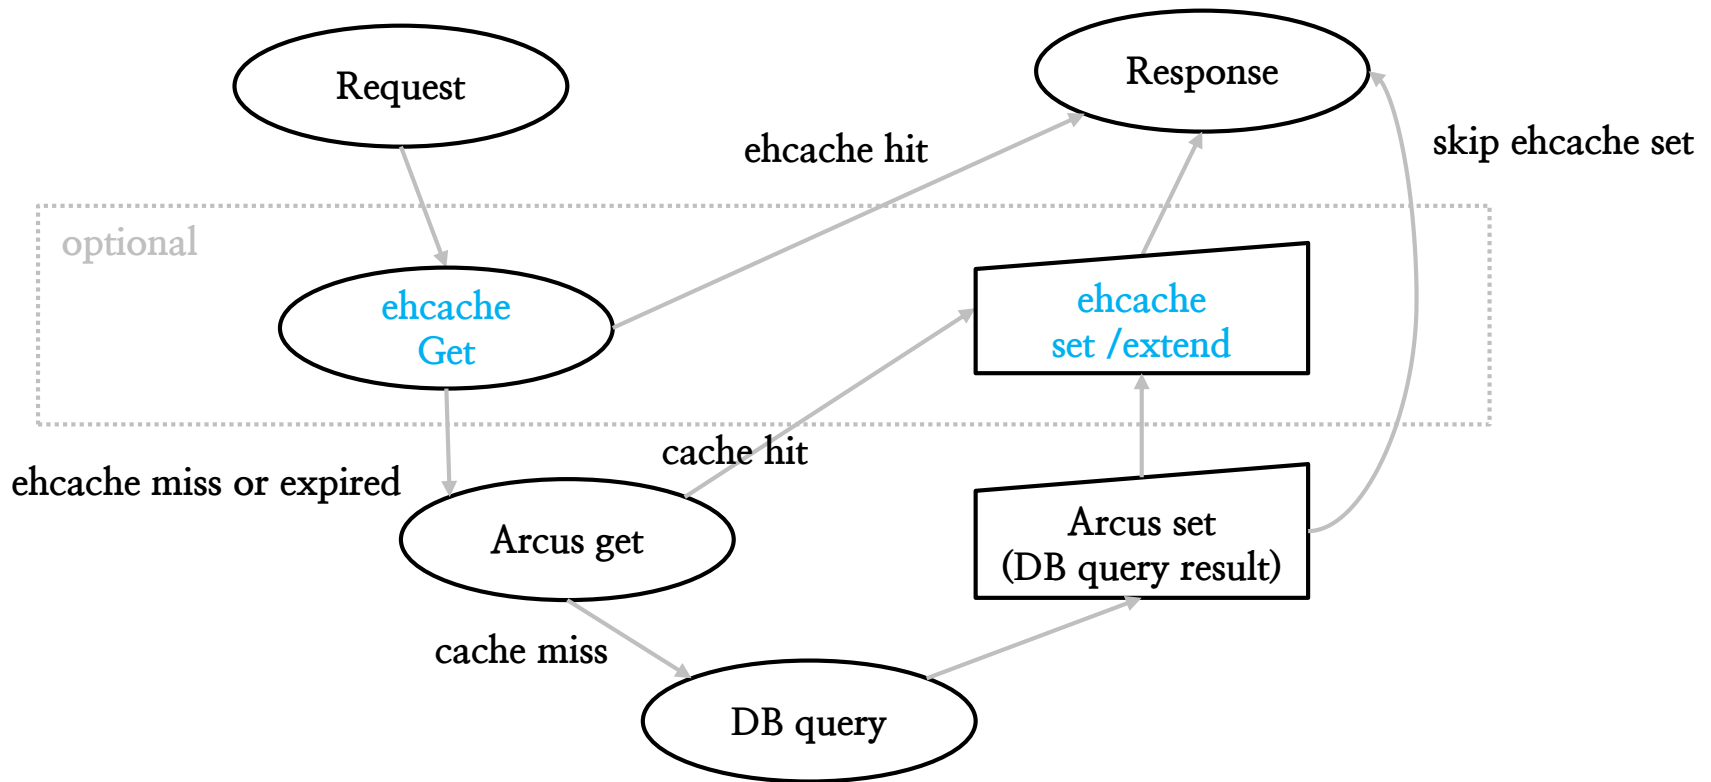 Request
Response
ehcache hit
skip ehcache set
optional
ehcache
Get
ehcache
set /extend
cache hit
ehcache miss or expired
Arcus get
Arcus set
(DB query result)
cache miss
DB query